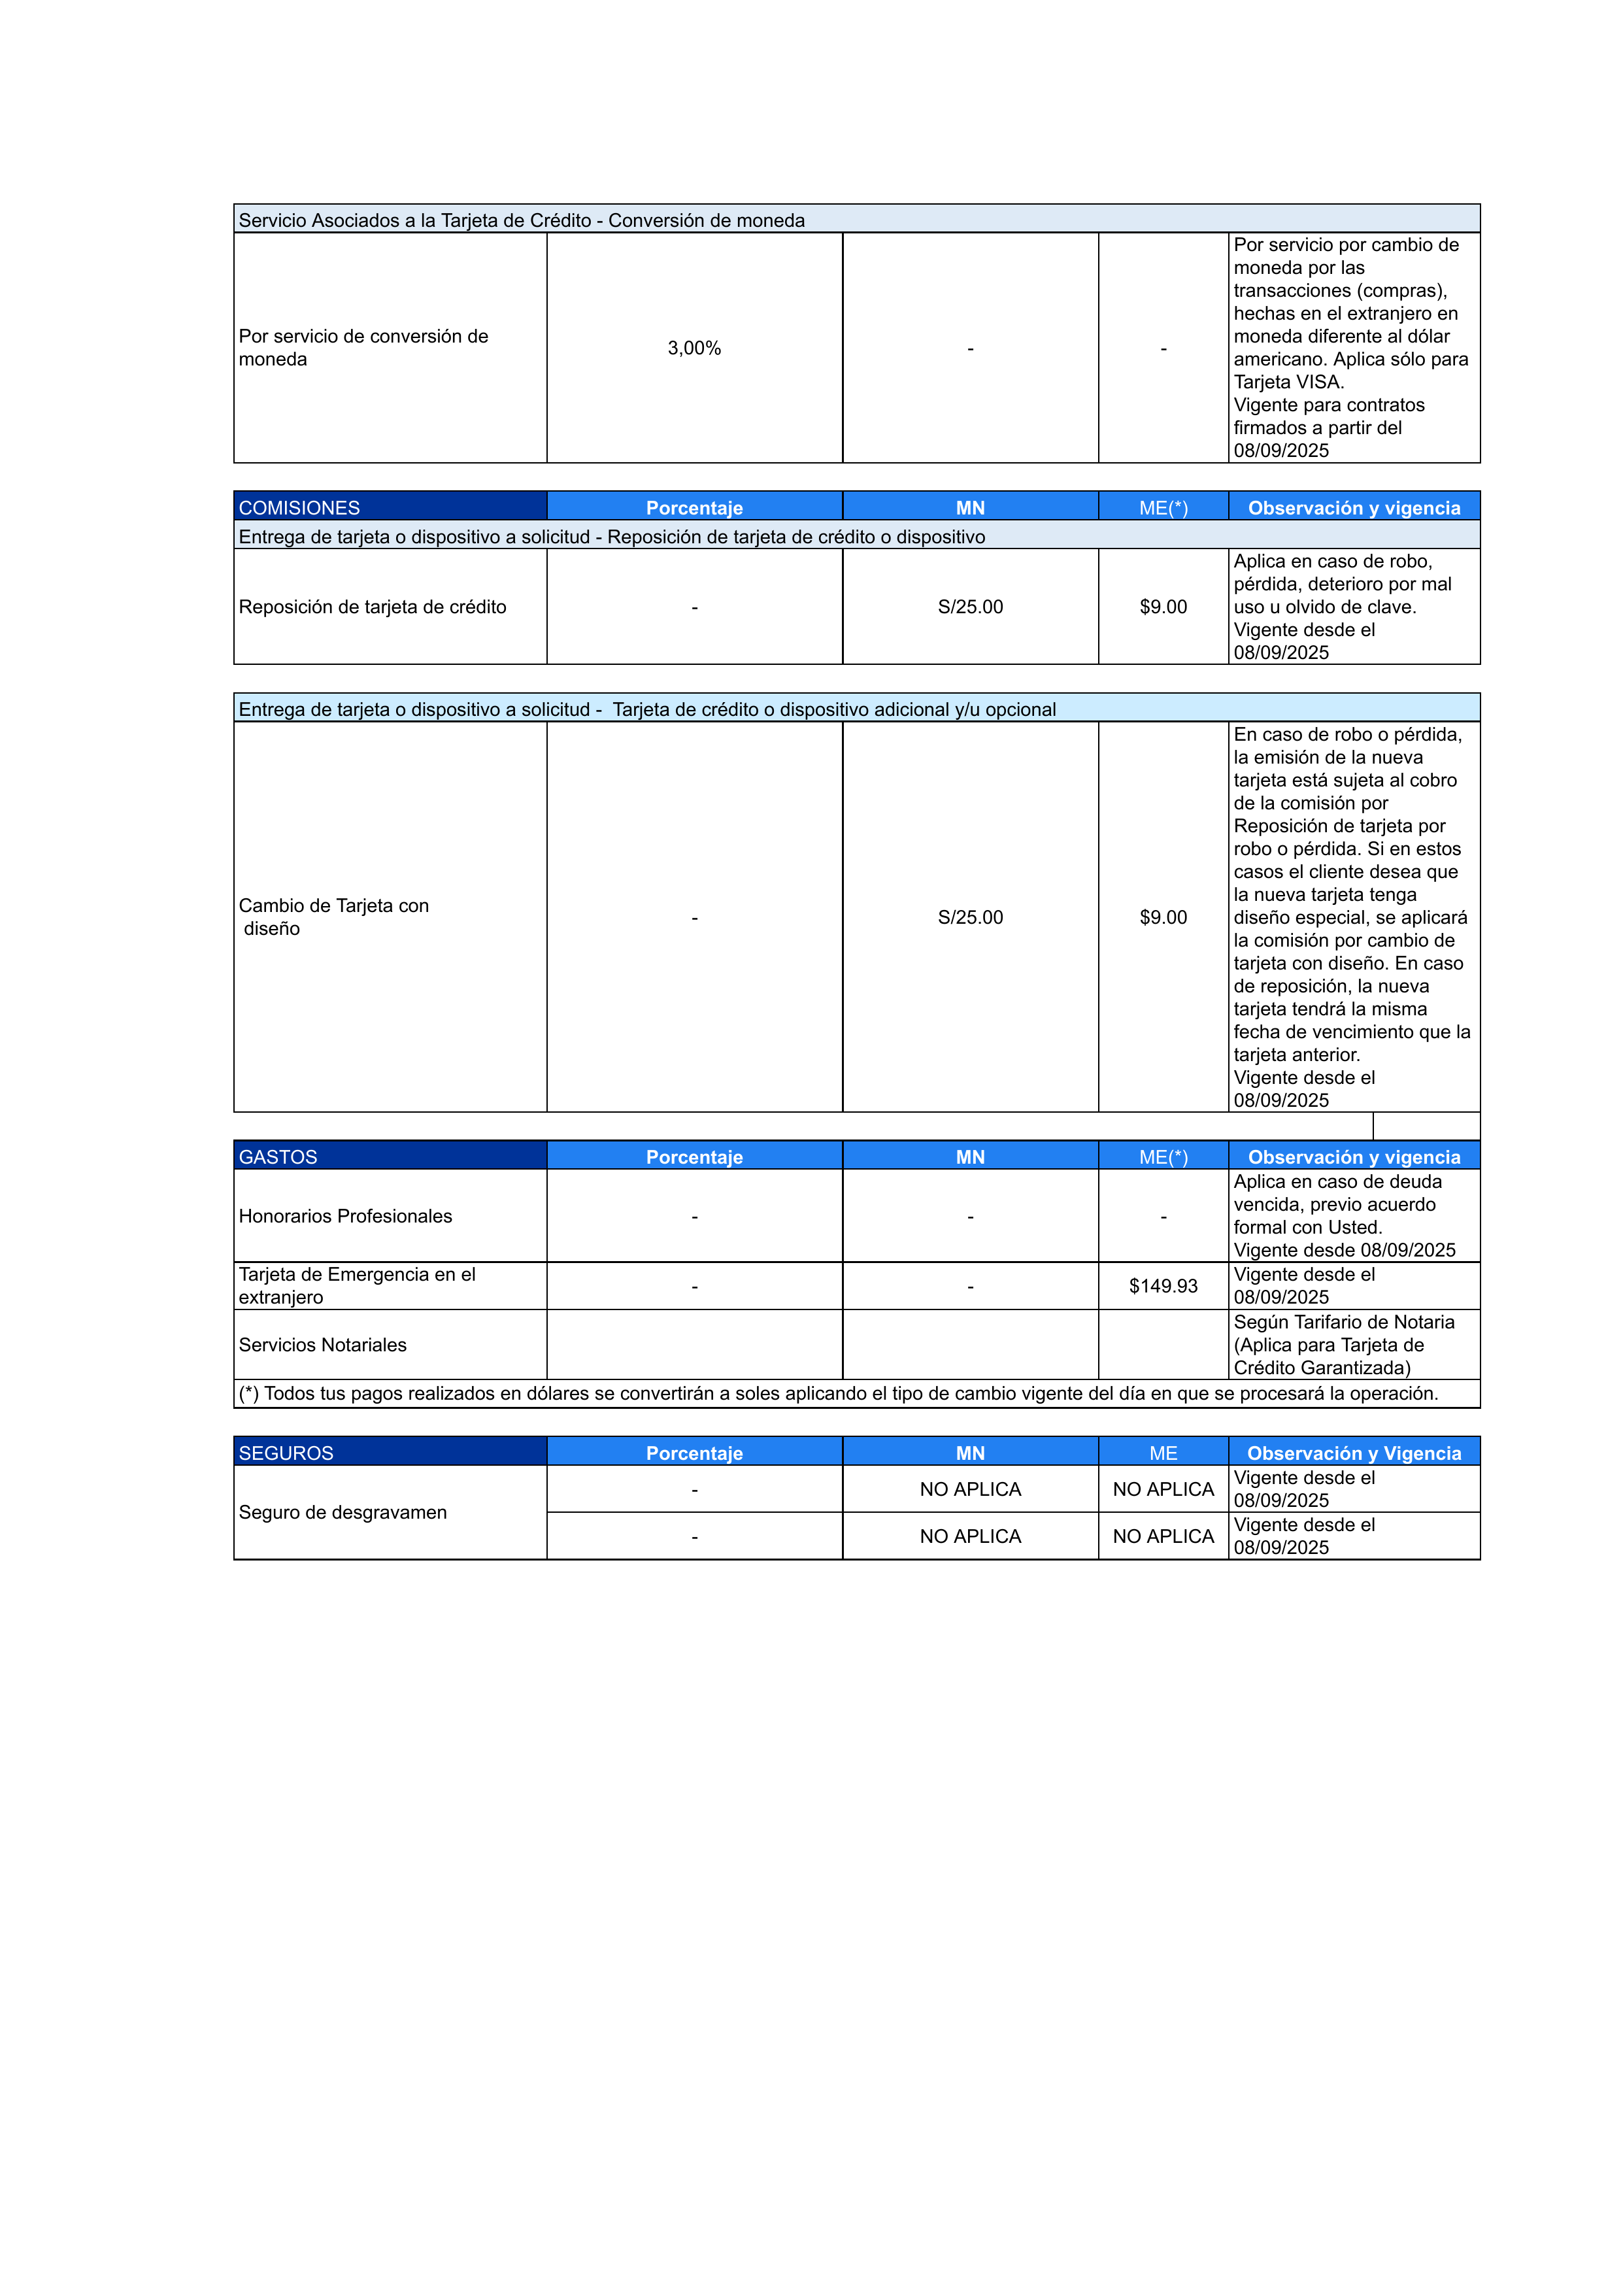 Servicio Asociados a la Tarjeta de Crédito - Conversión de moneda
Por servicio de conversión de
moneda
3,00%
-
-
Por servicio por cambio de
moneda por las
transacciones (compras),
hechas en el extranjero en
moneda diferente al dólar
americano. Aplica sólo para
Tarjeta VISA.
Vigente para contratos
firmados a partir del
08/09/2025
COMISIONES
Porcentaje
MN
ME(*)
Observación y vigencia
Entrega de tarjeta o dispositivo a solicitud - Reposición de tarjeta de crédito o dispositivo
Reposición de tarjeta de crédito
-
S/25.00
$9.00
Aplica en caso de robo,
pérdida, deterioro por mal
uso u olvido de clave.
Vigente desde el
08/09/2025
Entrega de tarjeta o dispositivo a solicitud -  Tarjeta de crédito o dispositivo adicional y/u opcional
Cambio de Tarjeta con
diseño
-
S/25.00
$9.00
En caso de robo o pérdida,
la emisión de la nueva
tarjeta está sujeta al cobro
de la comisión por
Reposición de tarjeta por
robo o pérdida. Si en estos
casos el cliente desea que
la nueva tarjeta tenga
diseño especial, se aplicará
la comisión por cambio de
tarjeta con diseño. En caso
de reposición, la nueva
tarjeta tendrá la misma
fecha de vencimiento que la
tarjeta anterior.
Vigente desde el
08/09/2025
GASTOS
Porcentaje
MN
ME(*)
Observación y vigencia
Honorarios Profesionales
-
-
-
Aplica en caso de deuda
vencida, previo acuerdo
formal con Usted.
Vigente desde 08/09/2025
Tarjeta de Emergencia en el
extranjero
-
-
$149.93
Vigente desde el
08/09/2025
Servicios Notariales
Según Tarifario de Notaria
(Aplica para Tarjeta de
Crédito Garantizada)
(*) Todos tus pagos realizados en dólares se convertirán a soles aplicando el tipo de cambio vigente del día en que se procesará la operación.
SEGUROS
Porcentaje
MN
ME
Observación y Vigencia
Seguro de desgravamen
-
NO APLICA
NO APLICA
Vigente desde el
08/09/2025
-
NO APLICA
NO APLICA
Vigente desde el
08/09/2025